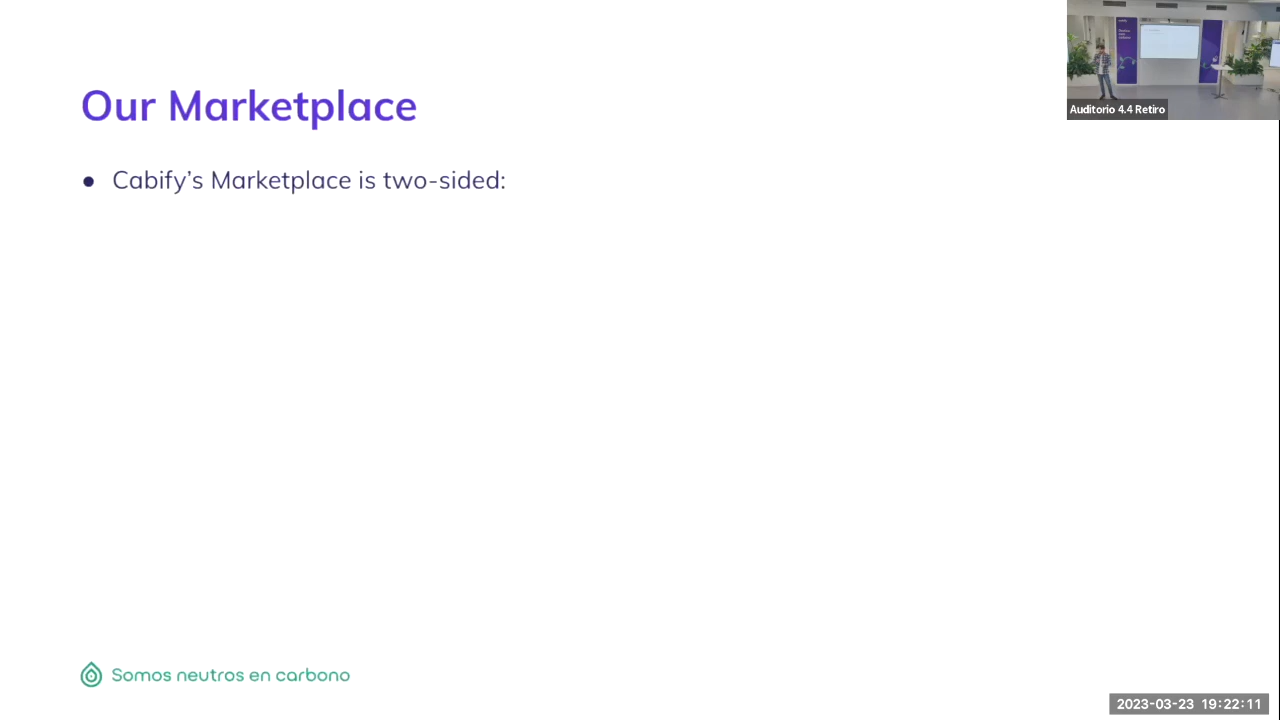 Our Marketplace
● Cabify’s Marketplace is two-sided:
Auditorio 4.4 Retiro
Somos neutros en carbono
2023-03-23 19:22:11